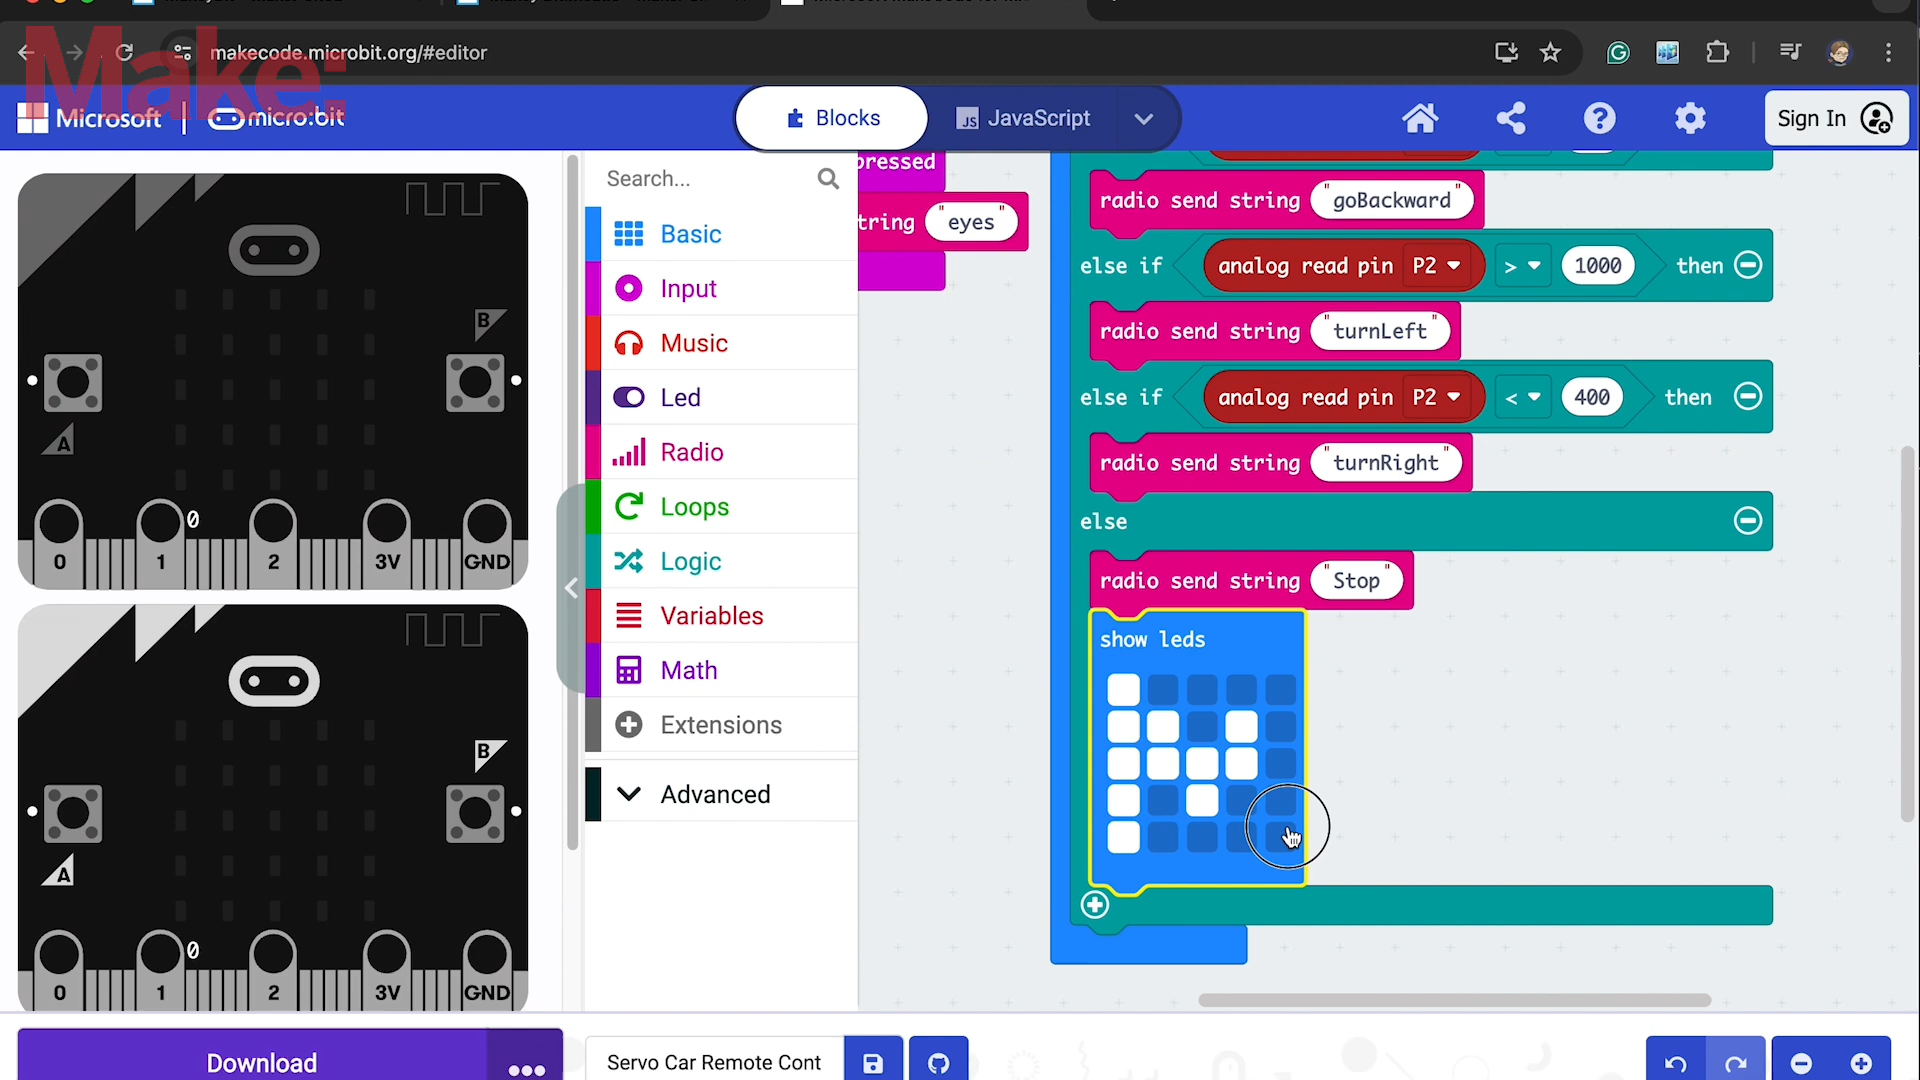 makecode.microbit.org/#editor
Make:
Microsoft | micro:bit
Blocks
JS JavaScript
Sign In
B
A
0
0 1 2 3V GND
B
A
0
0 1 2 3V GND
Search...
Basic
Input
Music
Led
Radio
Loops
Logic
Variables
Math
Extensions
Advanced
pressed
tring "eyes"
radio send string "goBackward"
else if analog read pin P2 > 1000 then
radio send string "turnLeft"
else if analog read pin P2 < 400 then
radio send string "turnRight"
else
radio send string "Stop"
show leds
Download ...
Servo Car Remote Cont